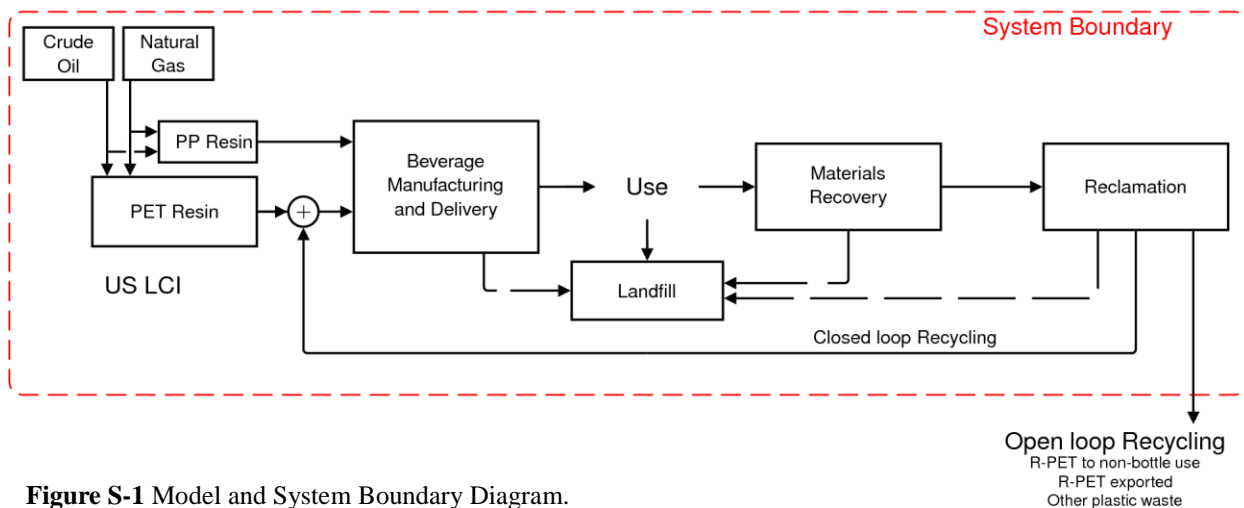 System Boundary
Crude
Oil
Natural
Gas
PP Resin
PET Resin
+
US LCI
Beverage
Manufacturing
and Delivery
Use
Materials
Recovery
Reclamation
Landfill
Closed loop Recycling
Open loop Recycling
R-PET to non-bottle use
R-PET exported
Other plastic waste
Figure S-1 Model and System Boundary Diagram.